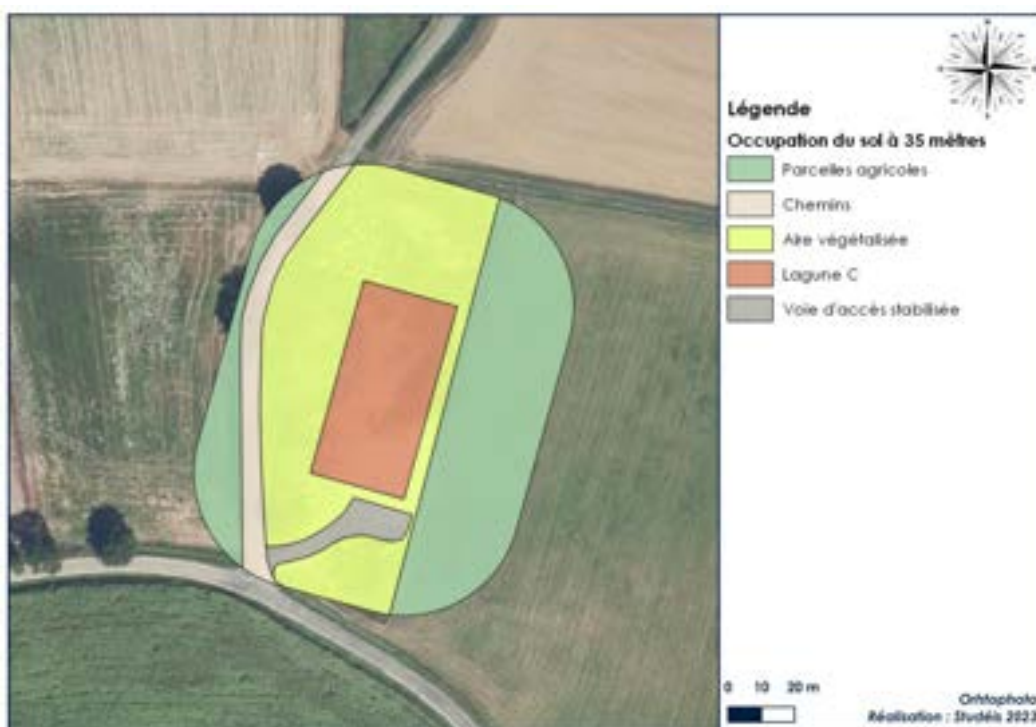 Légende
Occupation du sol à 35 mètres
Parcelles agricoles
Chemins
Aire végétalisée
Lagune C
Voie d'accès stabilisée
0 10 20 m
Orhtophoto
Réalisation : Studéis